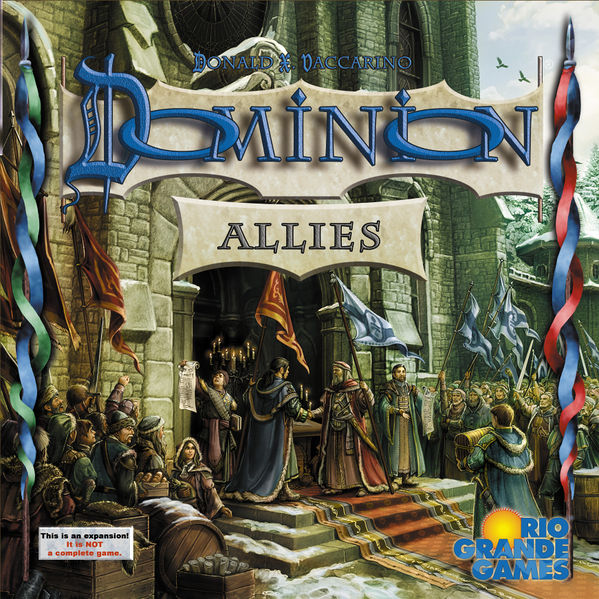 Donald X Vaccarino
Dominion
Allies
This is an expansion!
It is NOT
a complete game.
RIO
GRANDE
GAMES